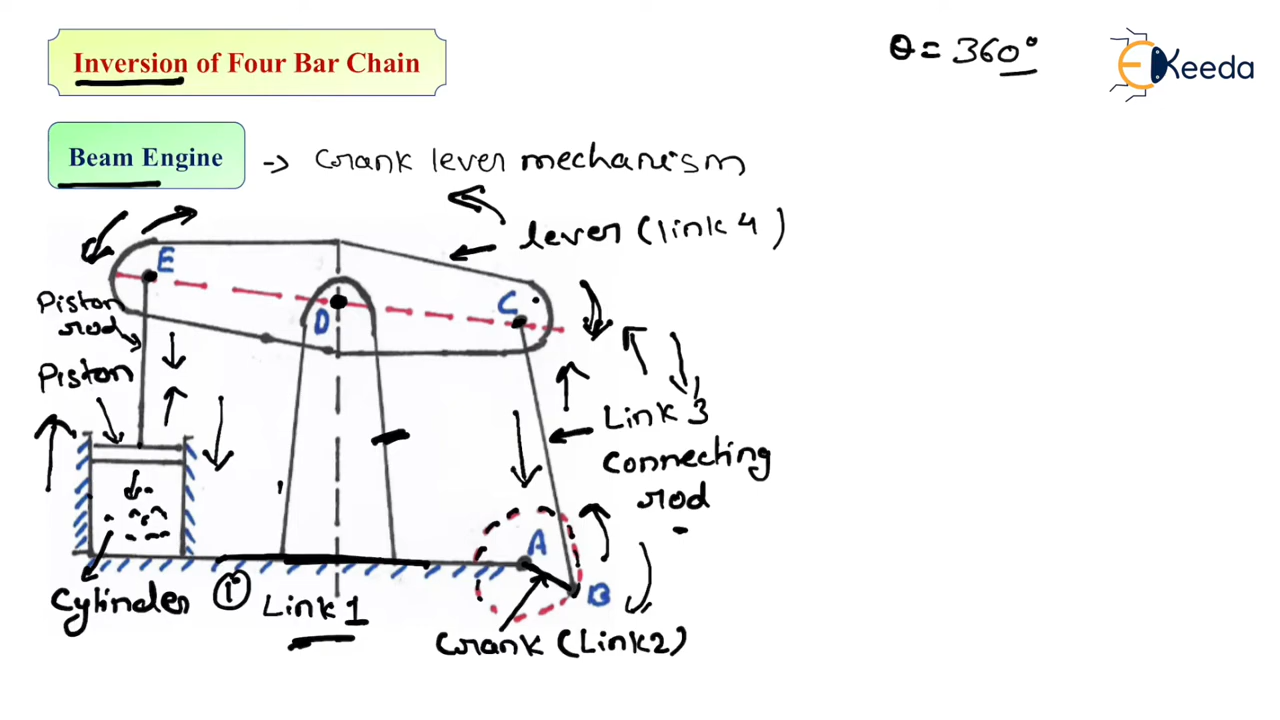 Inversion of Four Bar Chain
θ = 360°
EKeeda
Beam Engine
→ Crank lever mechanism
lever (link 4)
E
C
D
Piston
rod
Piston
Link 3
connecting
rod
A
B
Cylinder
1
Link 1
Crank (Link2)